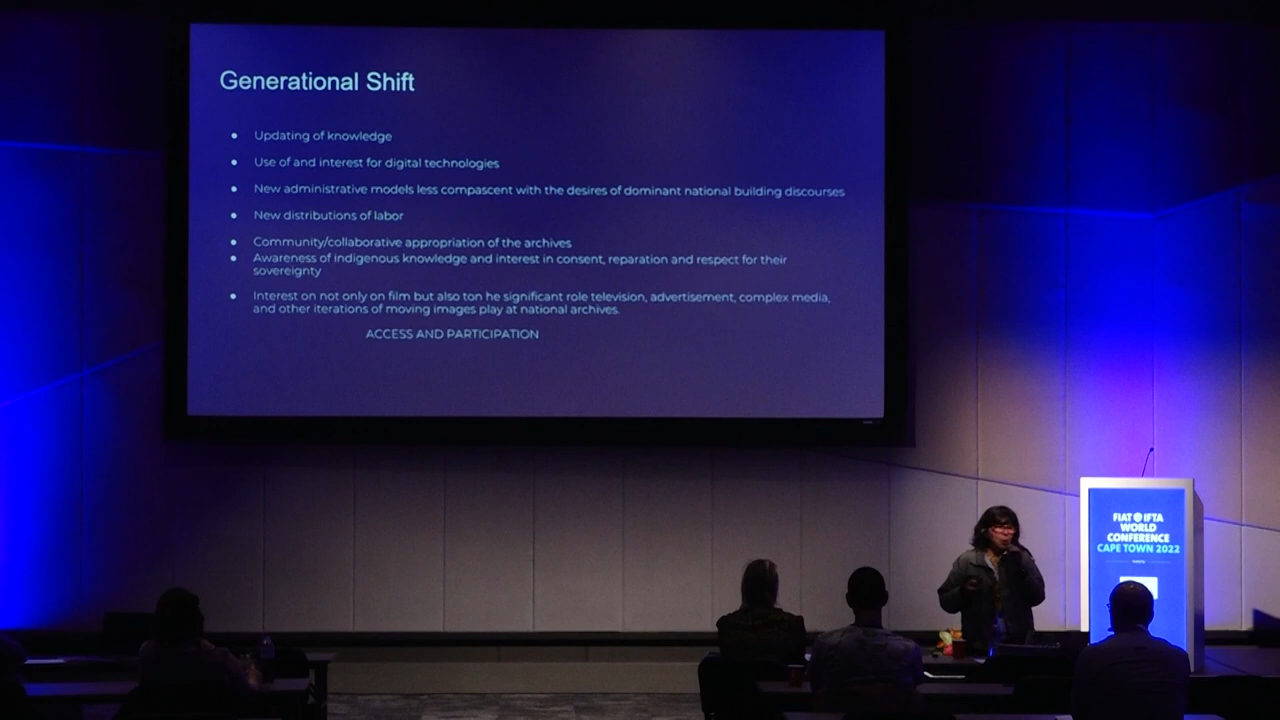 Generational Shift
● Updating of knowledge
● Use of and interest for digital technologies
● New administrative models less compascent with the desires of dominant national building discourses
● New distributions of labor
● Community/collaborative appropriation of the archives
● Awareness of indigenous knowledge and interest in consent, reparation and respect for their
sovereignty
● Interest on not only on film but also ton he significant role television, advertisement, complex media,
and other iterations of moving images play at national archives.
ACCESS AND PARTICIPATION
FIAT IFTA
WORLD
CONFERENCE
CAPE TOWN 2022